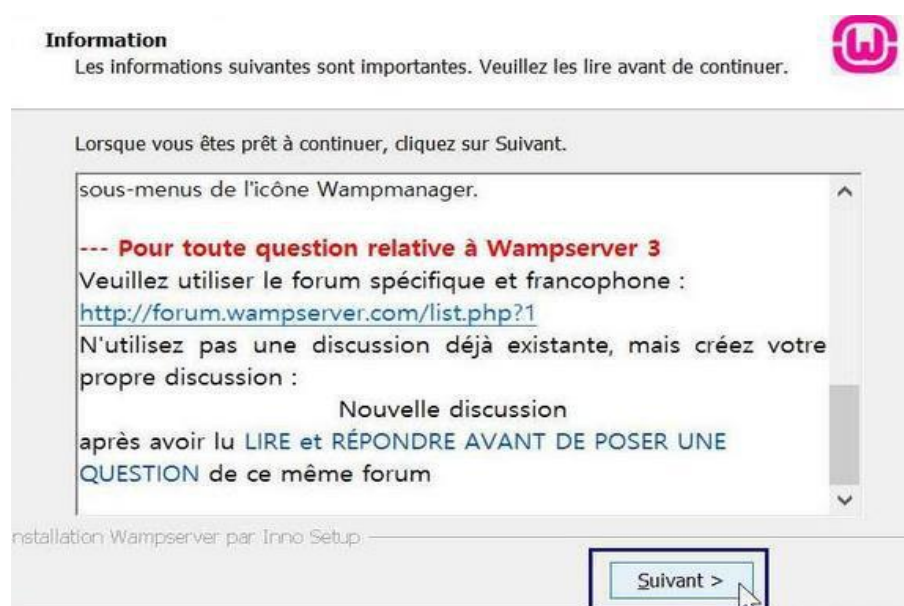 Information
Les informations suivantes sont importantes. Veuillez les lire avant de continuer.
Lorsque vous êtes prêt à continuer, cliquez sur Suivant.
sous-menus de l'icône Wampmanager.
--- Pour toute question relative à Wampserver 3
Veuillez utiliser le forum spécifique et francophone :
http://forum.wampserver.com/list.php?1
N'utilisez pas une discussion déjà existante, mais créez votre
propre discussion :
Nouvelle discussion
après avoir lu LIRE et RÉPONDRE AVANT DE POSER UNE
QUESTION de ce même forum
nstallation Wampserver par Inno Setup
Suivant >